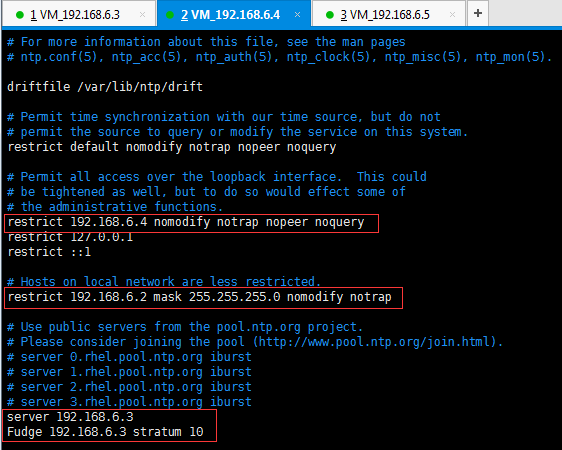 1 VM_192.168.6.3 × 2 VM_192.168.6.4 × 3 VM_192.168.6.5 × +
# For more information about this file, see the man pages
# ntp.conf(5), ntp_acc(5), ntp_auth(5), ntp_clock(5), ntp_misc(5), ntp_mon(5).
driftfile /var/lib/ntp/drift
# Permit time synchronization with our time source, but do not
# permit the source to query or modify the service on this system.
restrict default nomodify notrap nopeer noquery
# Permit all access over the loopback interface.  This could
# be tightened as well, but to do so would effect some of
# the administrative functions.
restrict 192.168.6.4 nomodify notrap nopeer noquery
restrict 127.0.0.1
restrict ::1
# Hosts on local network are less restricted.
restrict 192.168.6.2 mask 255.255.255.0 nomodify notrap
# Use public servers from the pool.ntp.org project.
# Please consider joining the pool (http://www.pool.ntp.org/join.html).
# server 0.rhel.pool.ntp.org iburst
# server 1.rhel.pool.ntp.org iburst
# server 2.rhel.pool.ntp.org iburst
# server 3.rhel.pool.ntp.org iburst
server 192.168.6.3
Fudge 192.168.6.3 stratum 10